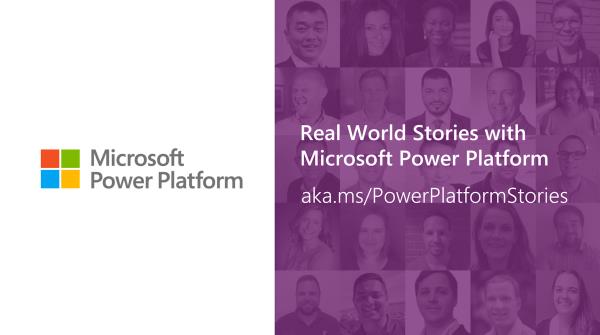 Microsoft
Power Platform
Real World Stories with
Microsoft Power Platform
aka.ms/PowerPlatformStories